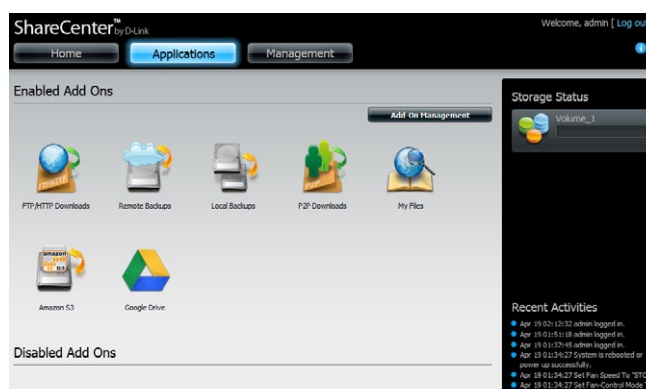 ShareCenter™ by D-Link
Welcome, admin [ Log out
Home
Applications
Management
Enabled Add Ons
Add-On Management
FTP/HTTP Downloads
Remote Backups
Local Backups
P2P Downloads
My Files
Amazon S3
Google Drive
Disabled Add Ons
Storage Status
Volume_1
Recent Activities
Apr 19 02:12:32 admin logged in.
Apr 19 01:51:18 admin logged in.
Apr 19 01:37:45 admin logged in.
Apr 19 01:34:27 System is rebooted or
power up successfully.
Apr 19 01:34:27 Set Fan Speed To "STO
Apr 19 01:34:27 Set Fan-Control Mode